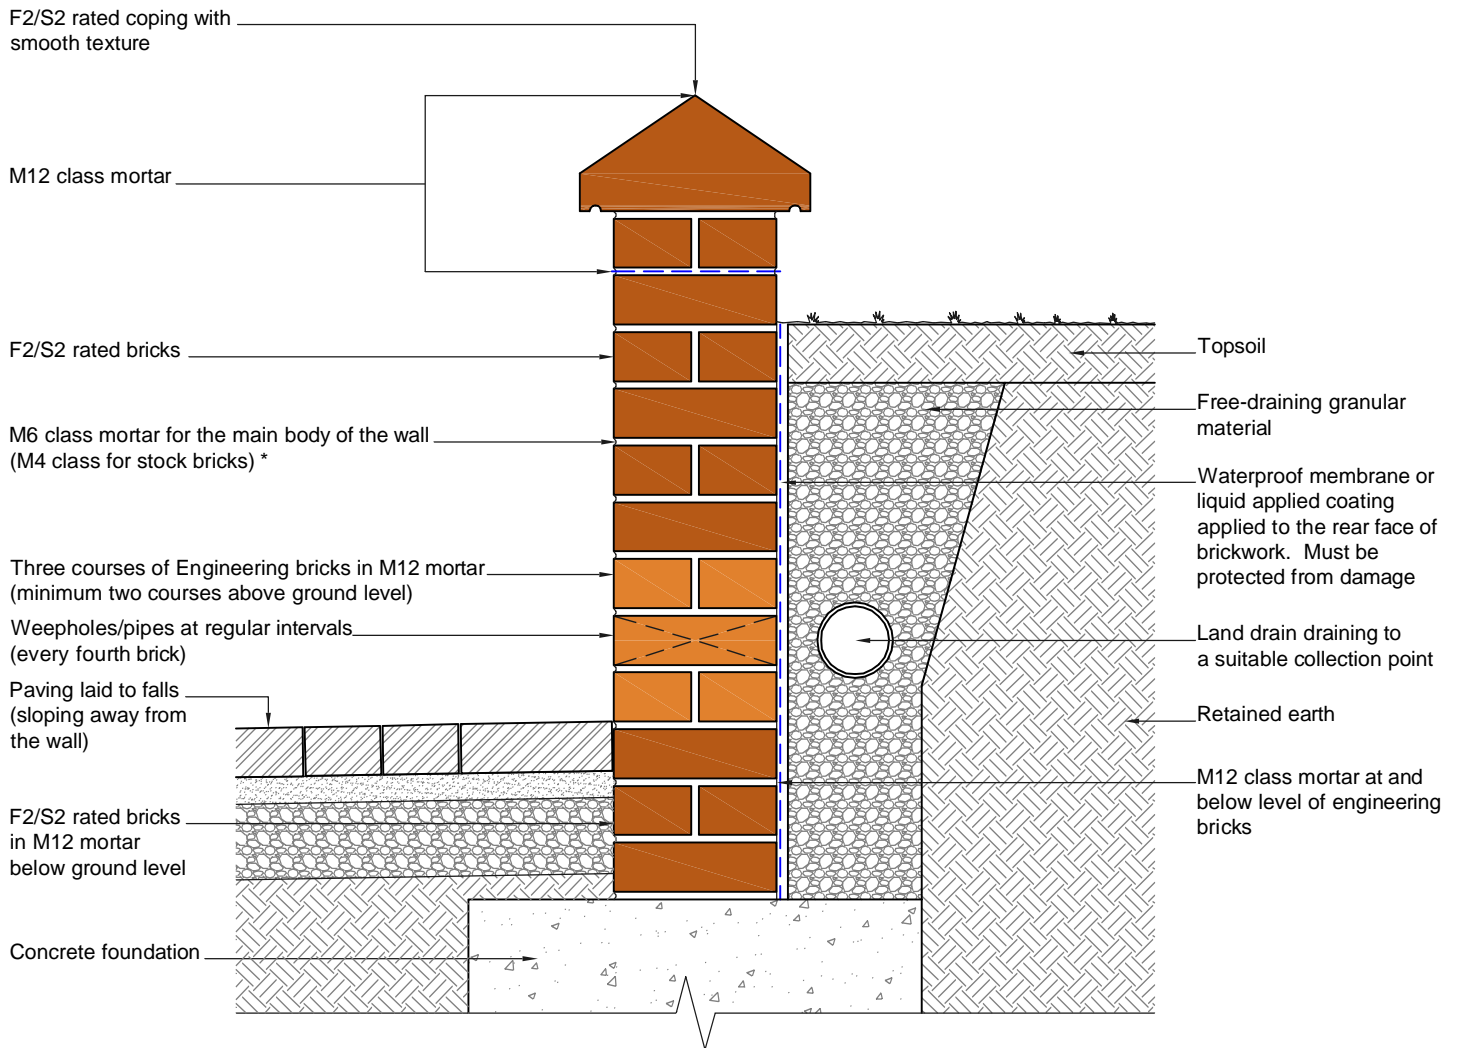 F2/S2 rated coping with
smooth texture
M12 class mortar
F2/S2 rated bricks
M6 class mortar for the main body of the wall
(M4 class for stock bricks) *
Three courses of Engineering bricks in M12 mortar
(minimum two courses above ground level)
Weepholes/pipes at regular intervals
(every fourth brick)
Paving laid to falls
(sloping away from
the wall)
F2/S2 rated bricks
in M12 mortar
below ground level
Concrete foundation
Topsoil
Free-draining granular
material
Waterproof membrane or
liquid applied coating
applied to the rear face of
brickwork. Must be
protected from damage
Land drain draining to
a suitable collection point
Retained earth
M12 class mortar at and
below level of engineering
bricks